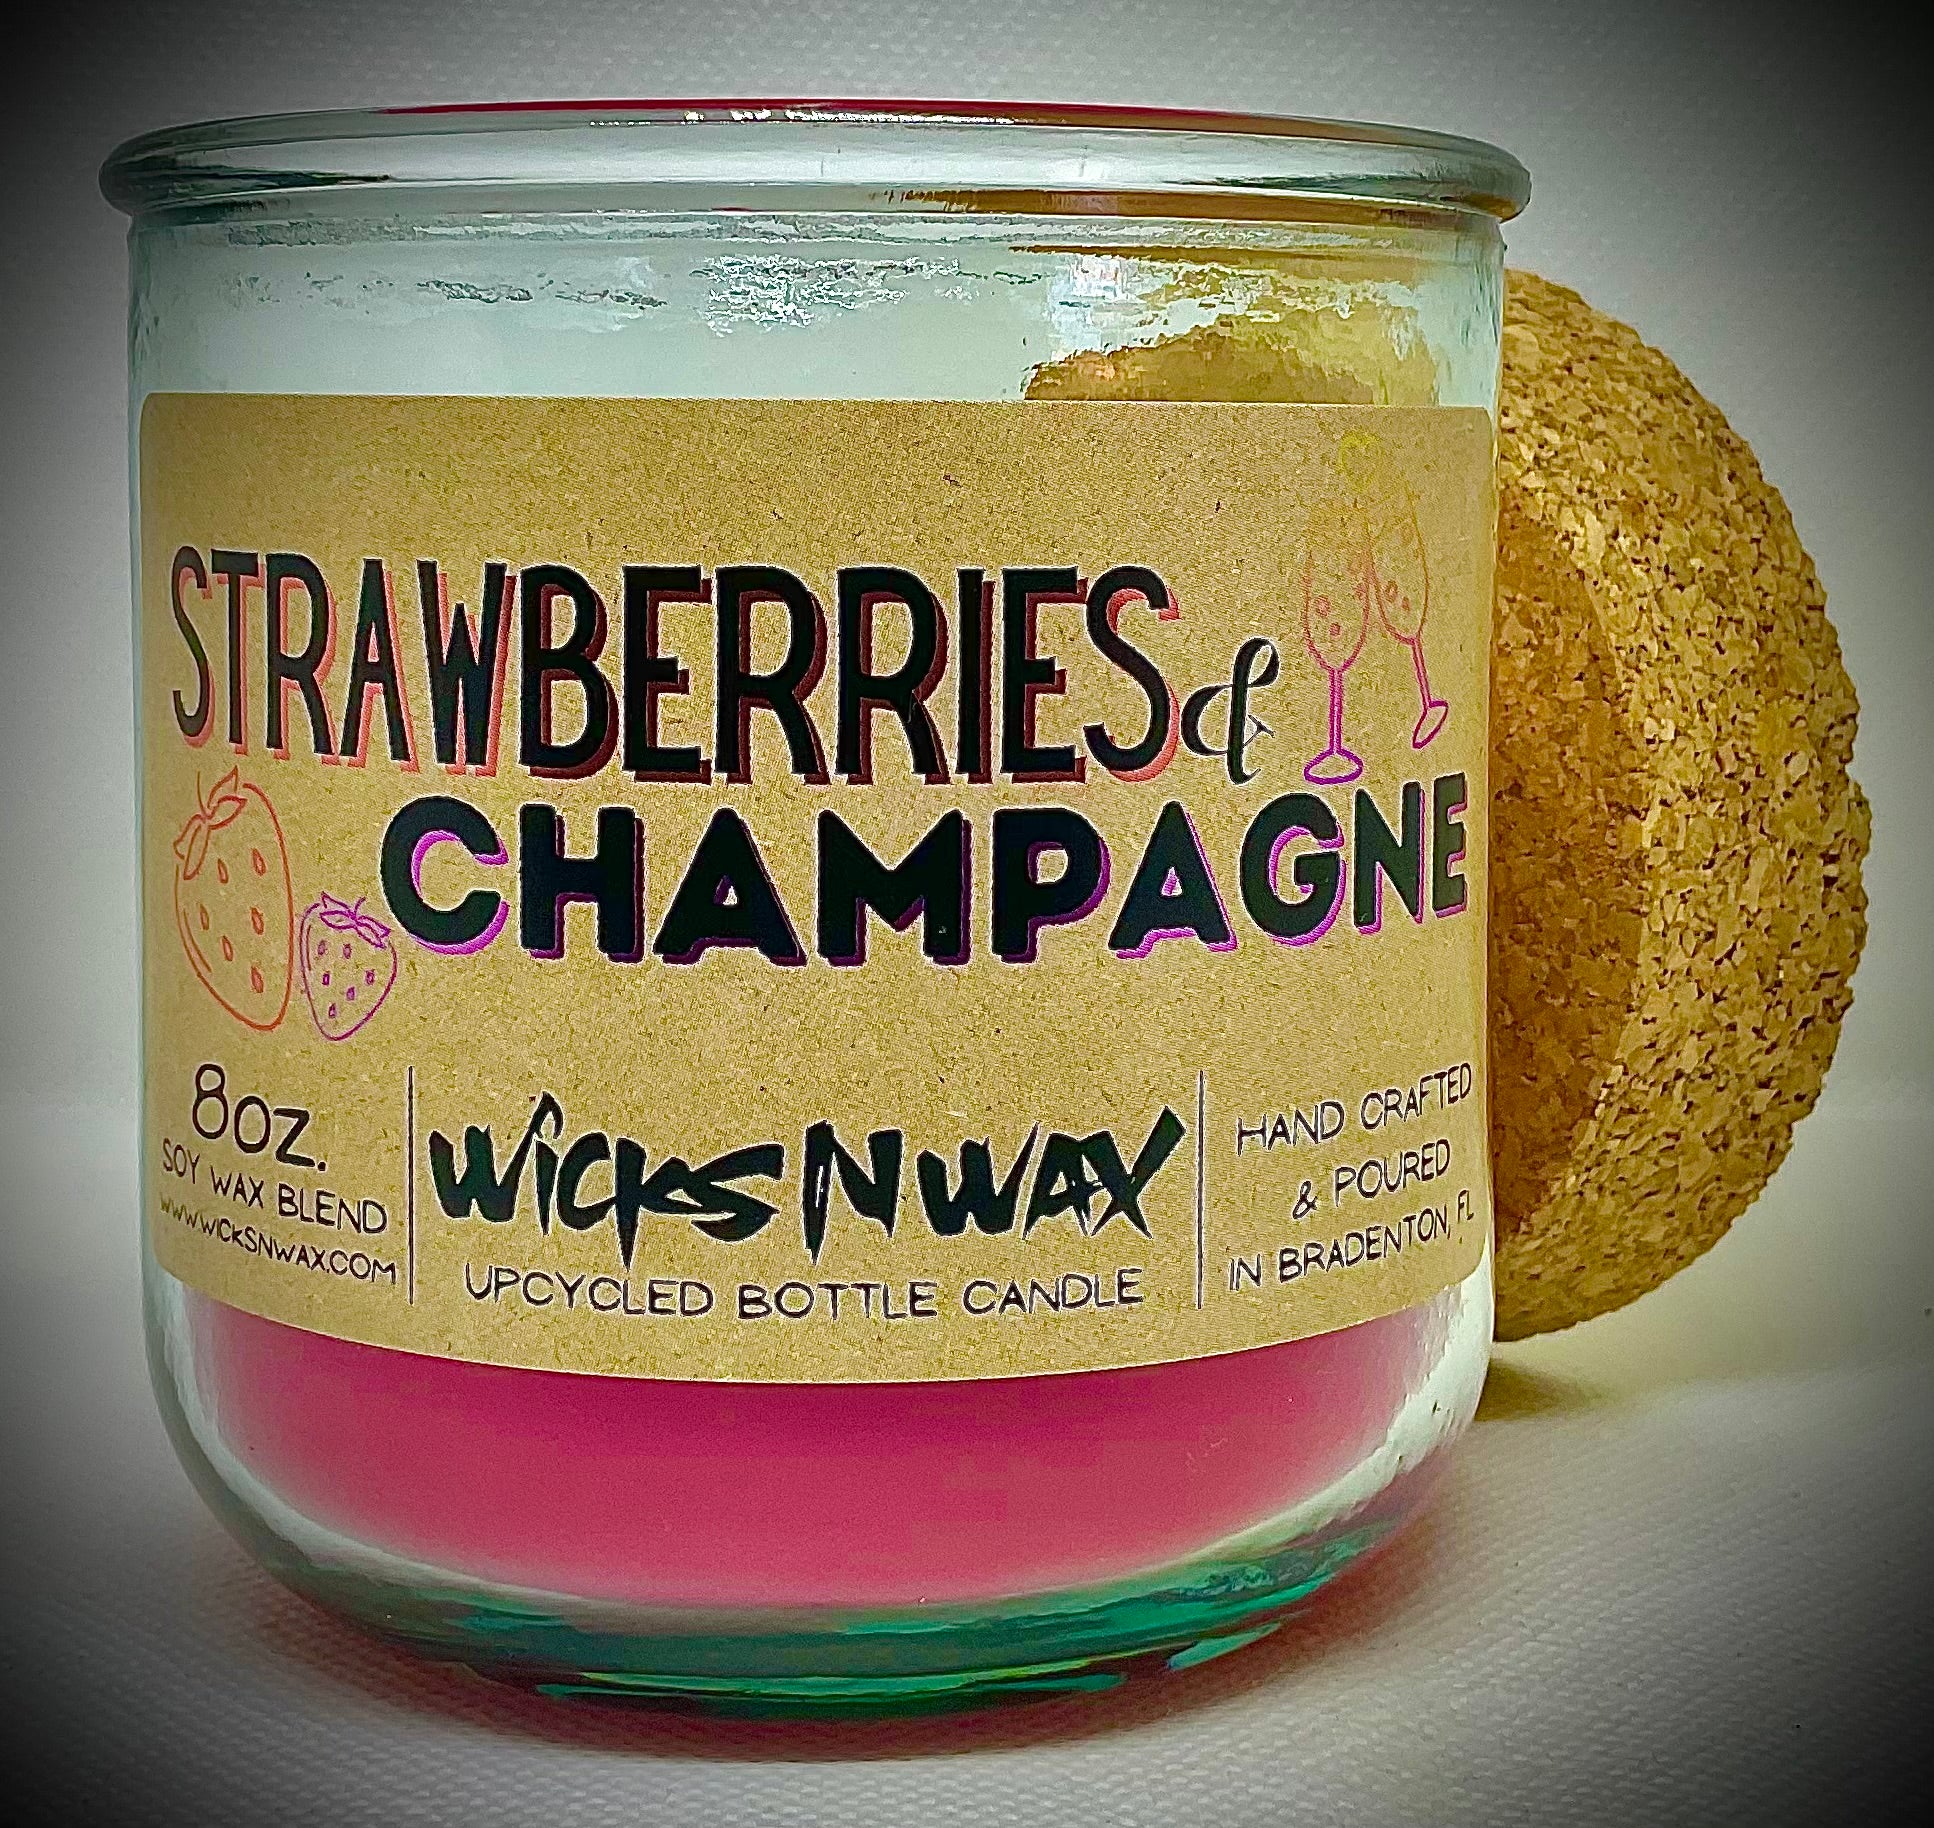 STRAWBERRIES &
CHAMPAGNE
8oz.
SOY WAX BLEND
WWW.WICKSNWAX.COM
WICKS N WAX
UPCYCLED BOTTLE CANDLE
HAND CRAFTED
& POURED
IN BRADENTON, FL